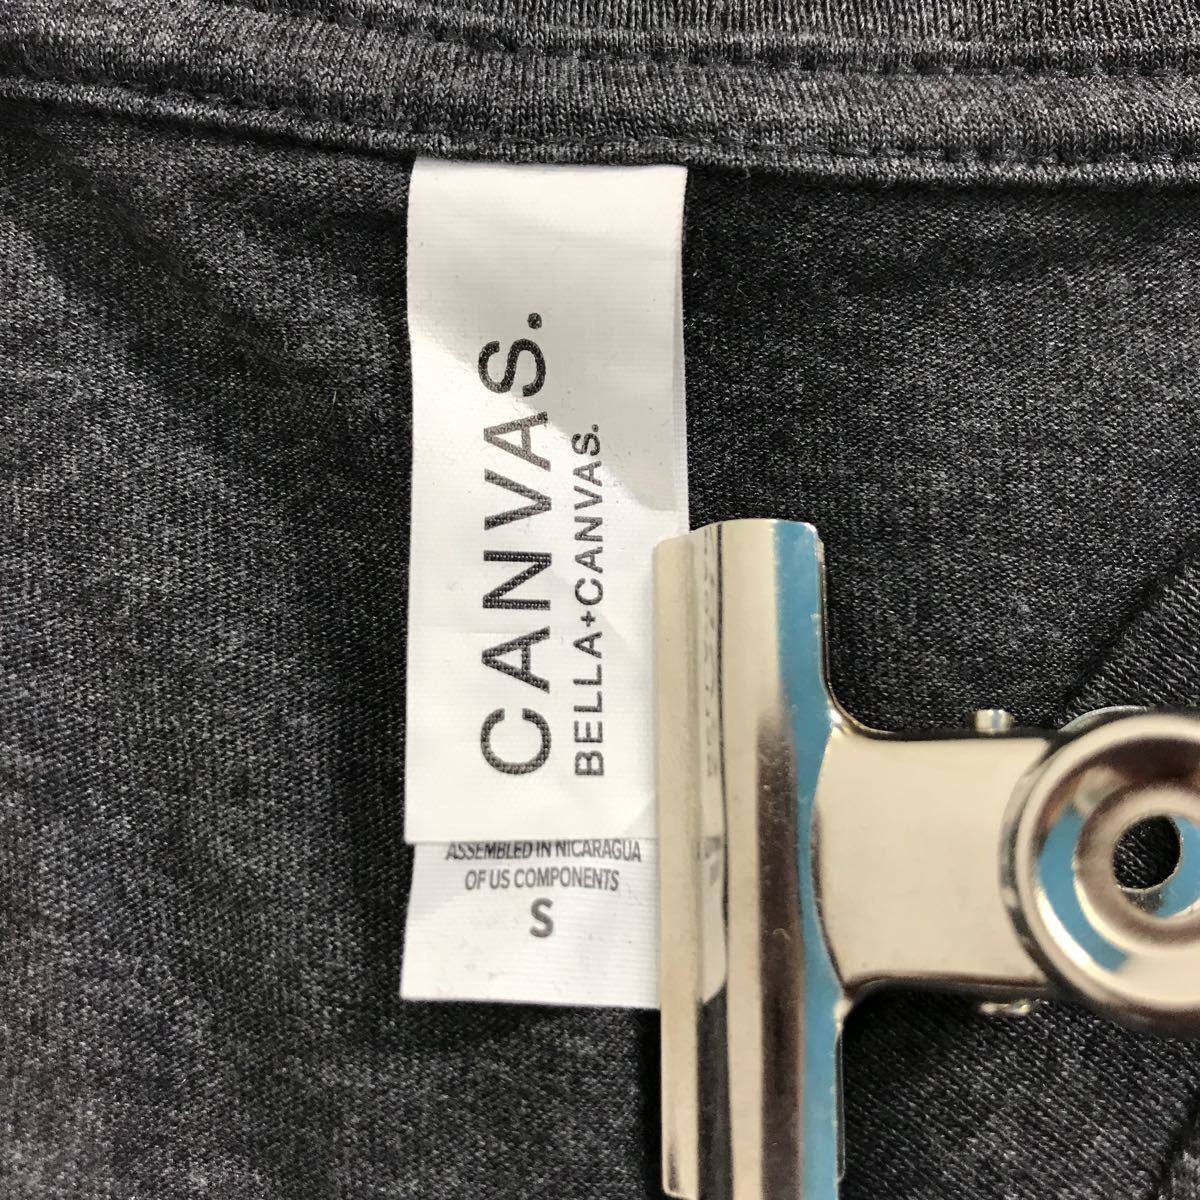 CANVAS.
BELLA+CANVAS.
ASSEMBLED IN NICARAGUA
OF US COMPONENTS
S